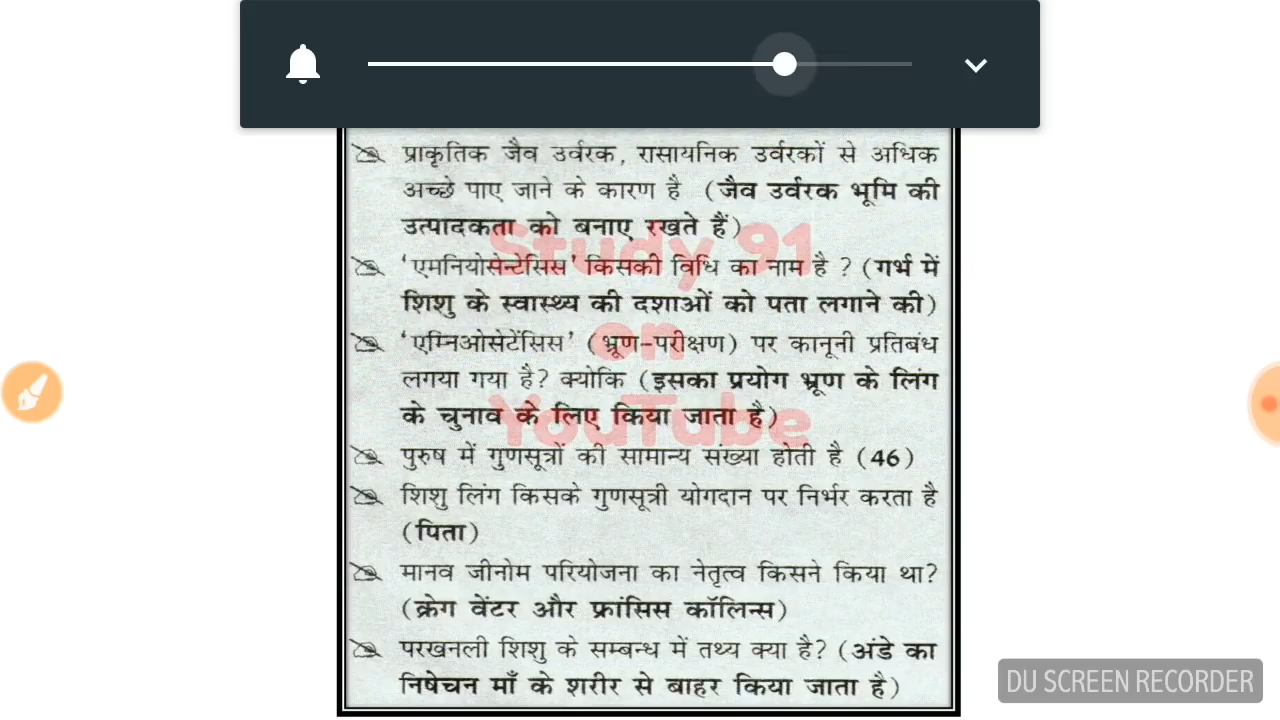 प्राकृतिक जैव उर्वरक, रासायनिक उर्वरकों से अधिक
अच्छे पाए जाने के कारण है (जैव उर्वरक भूमि की
उत्पादकता को बनाए रखते हैं)
'एमनियोसेन्टेसिस' किसकी विधि का नाम है ? (गर्भ में
शिशु के स्वास्थ्य की दशाओं को पता लगाने की)
'एम्निओसेटेंसिस' (भ्रूण-परीक्षण) पर कानूनी प्रतिबंध
लगया गया है? क्योकि (इसका प्रयोग भ्रूण के लिंग
के चुनाव के लिए किया जाता है)
पुरुष में गुणसूत्रों की सामान्य संख्या होती है (46)
शिशु लिंग किसके गुणसूत्री योगदान पर निर्भर करता है
(पिता)
मानव जीनोम परियोजना का नेतृत्व किसने किया था?
(क्रेग वेंटर और फ्रांसिस कॉलिन्स)
परखनली शिशु के सम्बन्ध में तथ्य क्या है? (अंडे का
निषेचन माँ के शरीर से बाहर किया जाता है)
Study 91
on
YouTube
DU SCREEN RECORDER